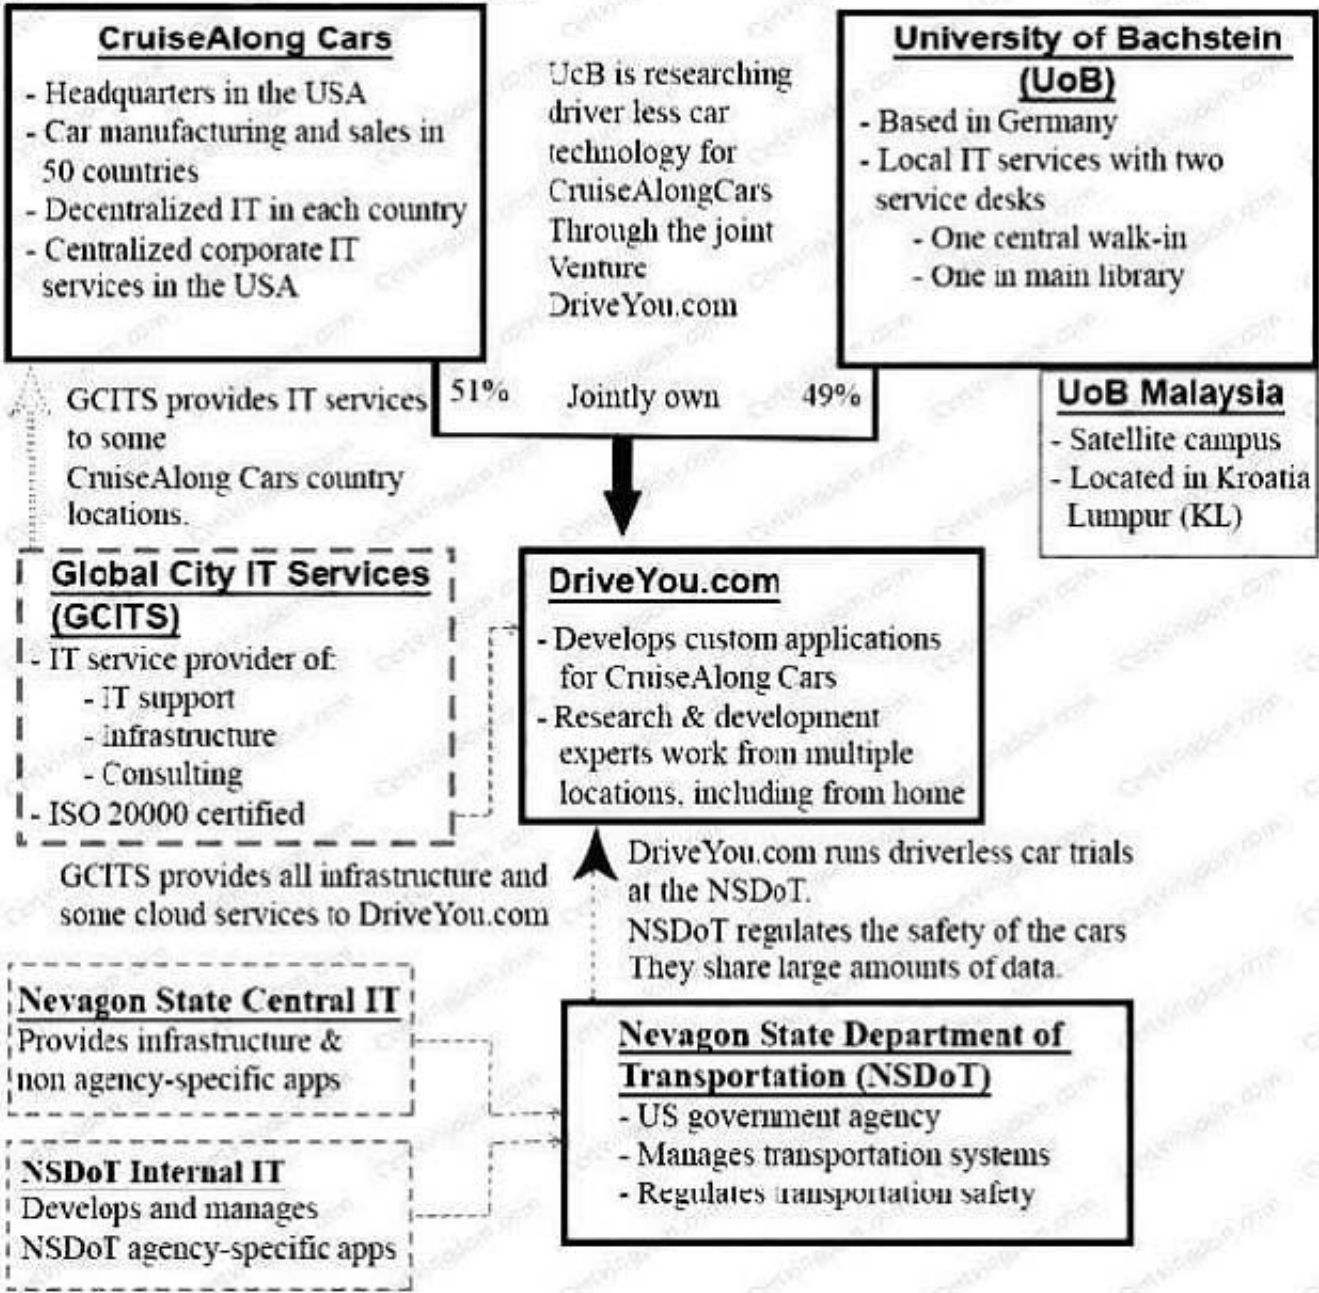 CruiseAlong Cars
- Headquarters in the USA
- Car manufacturing and sales in
50 countries
- Decentralized IT in each country
- Centralized corporate IT
services in the USA
UcB is researching
driver less car
technology for
CruiseAlongCars
Through the joint
Venture
DriveYou.com
University of Bachstein
(UoB)
- Based in Germany
- Local IT services with two
service desks
- One central walk-in
- One in main library
51% Jointly own 49%
GCITS provides IT services
to some
CruiseAlong Cars country
locations.
UoB Malaysia
- Satellite campus
- Located in Kroatia
Lumpur (KL)
Global City IT Services
(GCITS)
- IT service provider of:
- IT support
- Infrastructure
- Consulting
- ISO 20000 certified
DriveYou.com
- Develops custom applications
for CruiseAlong Cars
- Research & development
experts work from multiple
locations, including from home
GCITS provides all infrastructure and
some cloud services to DriveYou.com
DriveYou.com runs driverless car trials
at the NSDoT.
NSDoT regulates the safety of the cars
They share large amounts of data.
Nevagon State Central IT
Provides infrastructure &
non agency-specific apps
NSDoT Internal IT
Develops and manages
NSDoT agency-specific apps
Nevagon State Department of
Transportation (NSDoT)
- US government agency
- Manages transportation systems
- Regulates transportation safety